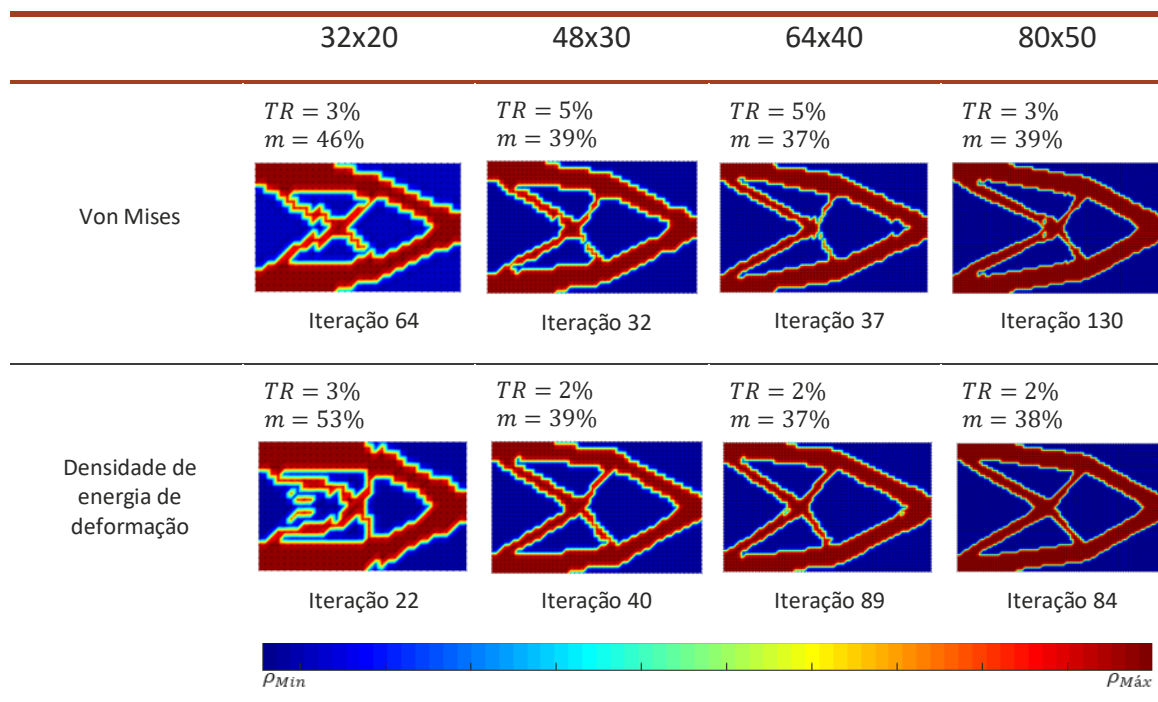 32x20 48x30 64x40 80x50
TR = 3% TR = 5% TR = 5% TR = 3%
m = 46% m = 39% m = 37% m = 39%
Von Mises
Iteração 64 Iteração 32 Iteração 37 Iteração 130
TR = 3% TR = 2% TR = 2% TR = 2%
m = 53% m = 39% m = 37% m = 38%
Densidade de
energia de
deformação
Iteração 22 Iteração 40 Iteração 89 Iteração 84
ρMin ρMáx